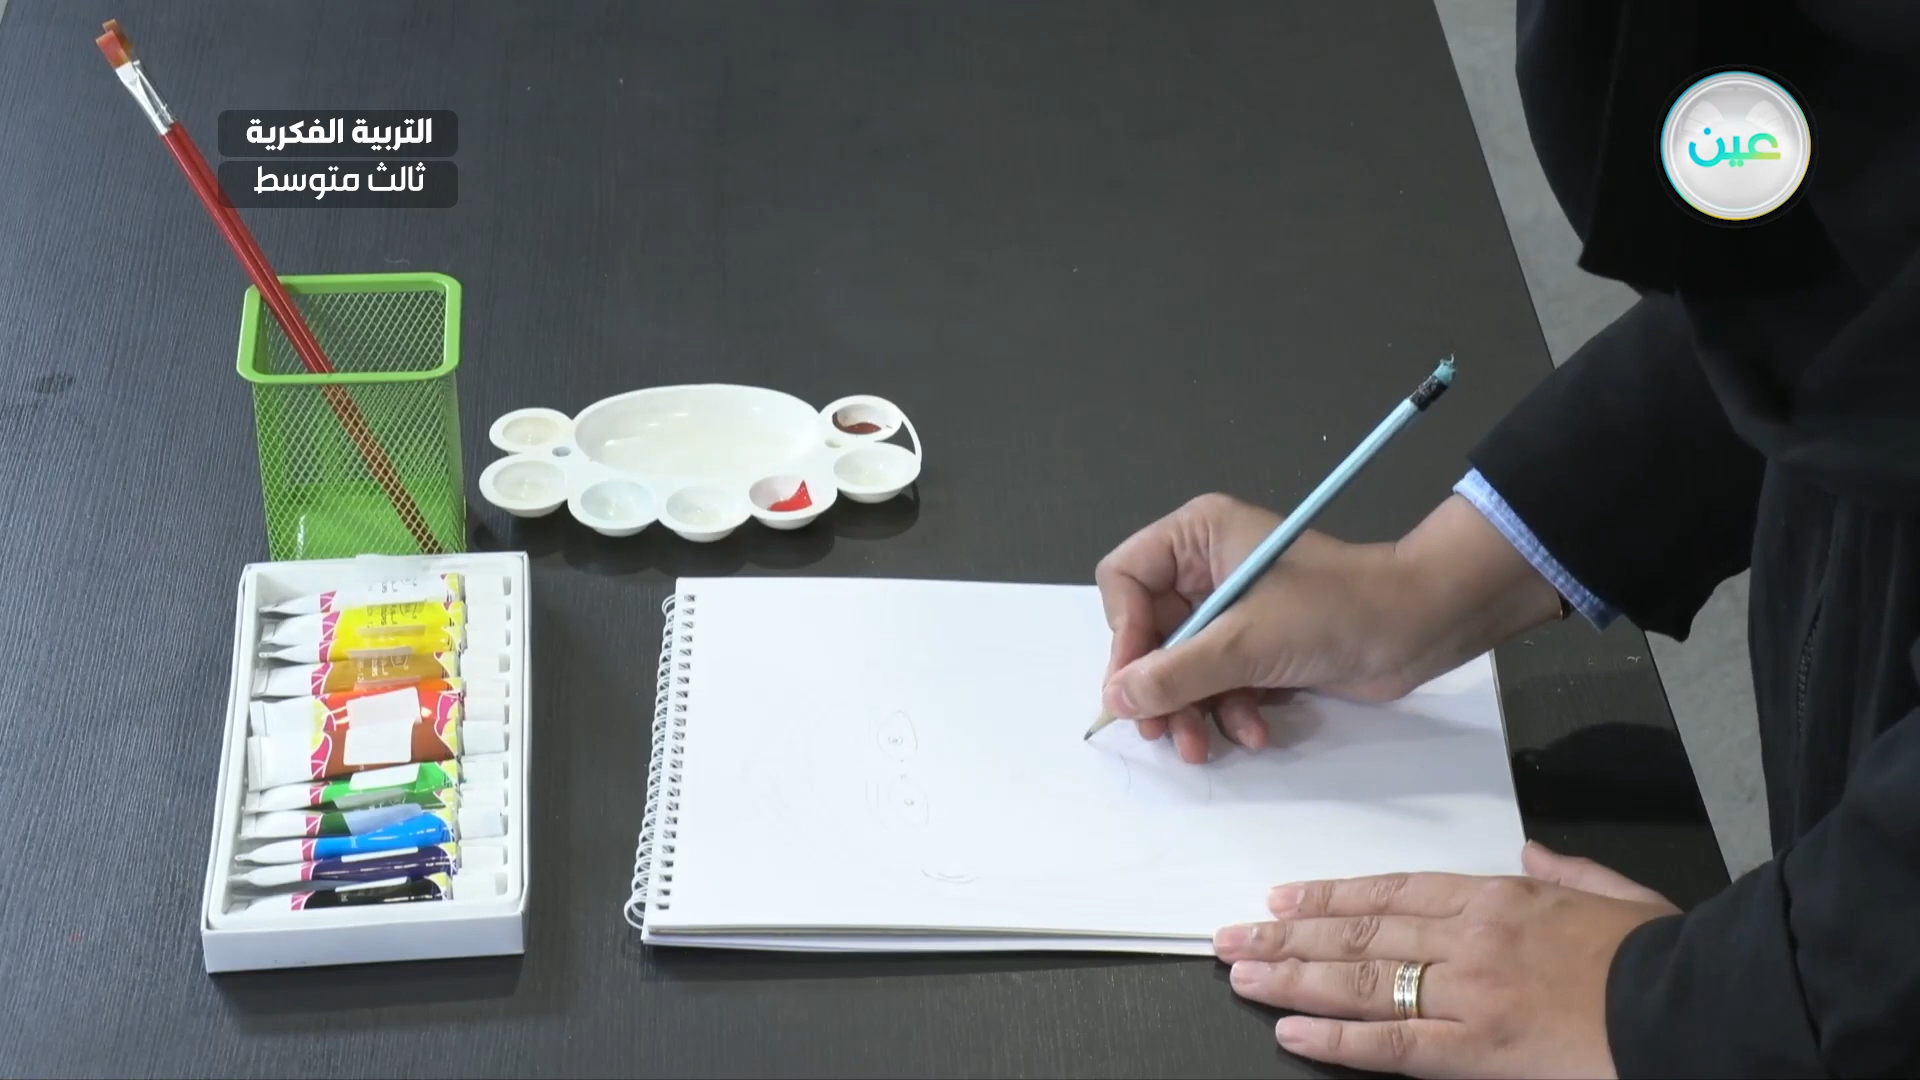 التربية الفكرية
ثالث متوسط
عين